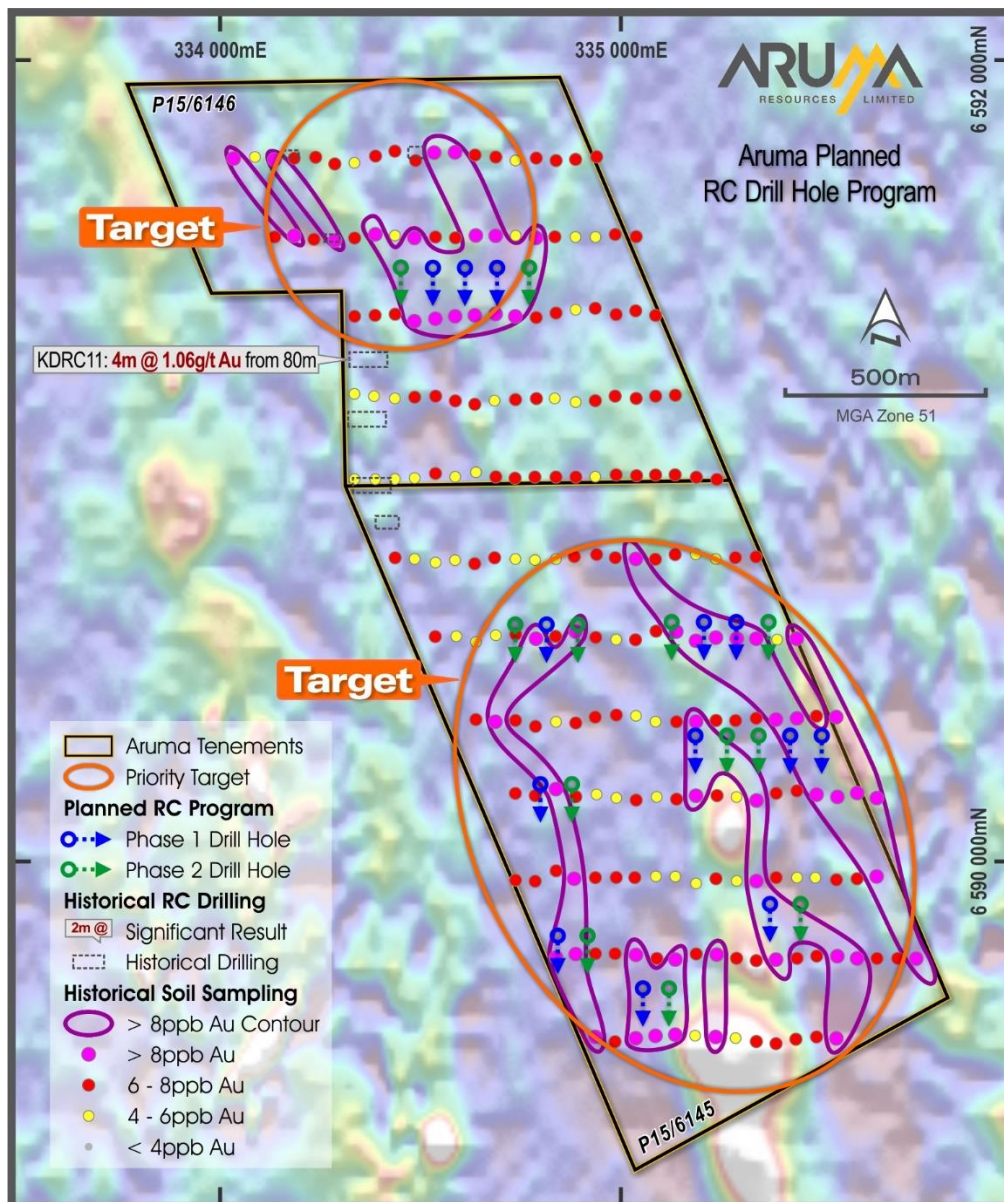 334 000mE
335 000mE
6 592 000mN
ARUMA
RESOURCES LIMITED
Aruma Planned
RC Drill Hole Program
P15/6146
Target
KDRC11: 4m @ 1.06g/t Au from 80m
N
500m
MGA Zone 51
Target
Aruma Tenements
Priority Target
Planned RC Program
Phase 1 Drill Hole
Phase 2 Drill Hole
Historical RC Drilling
2m @
Significant Result
Historical Drilling
Historical Soil Sampling
> 8ppb Au Contour
> 8ppb Au
6 - 8ppb Au
4 - 6ppb Au
< 4ppb Au
6 590 000mN
P15/6145